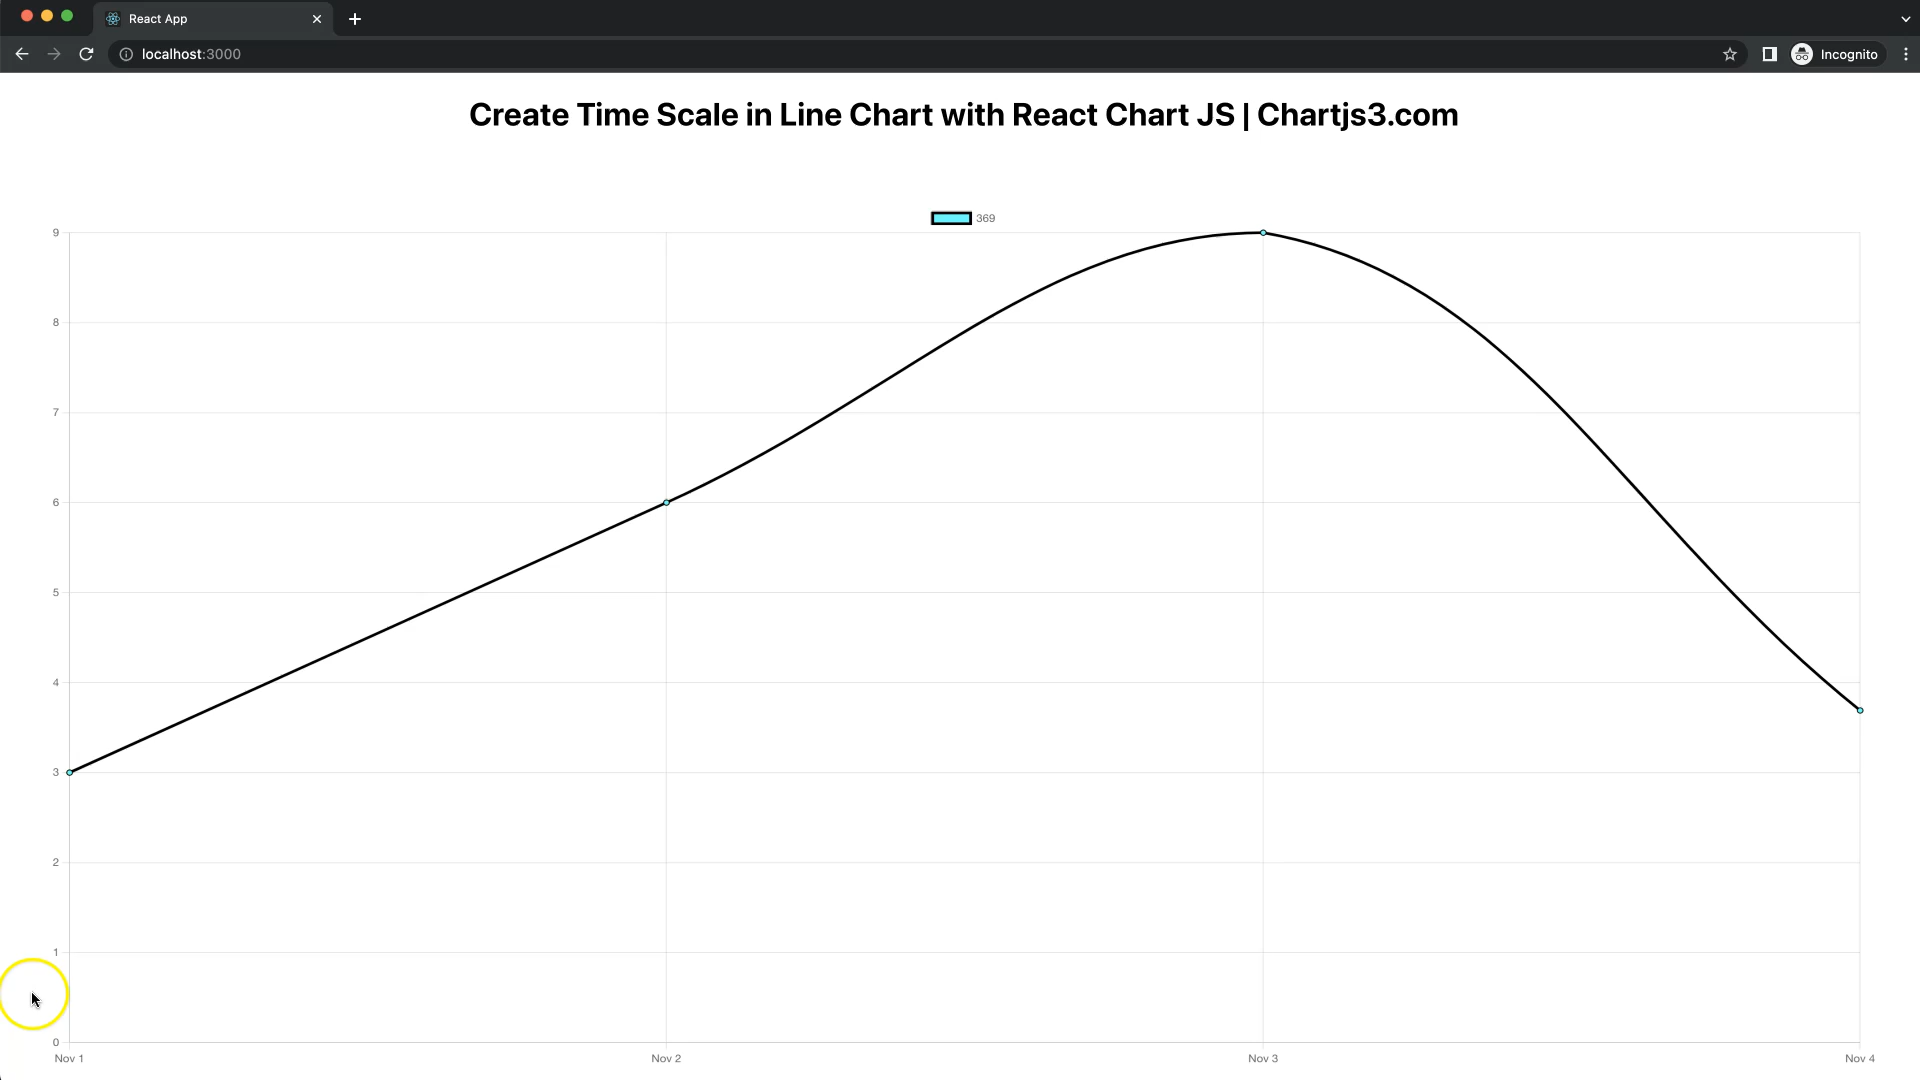 React App
localhost:3000
Incognito
Create Time Scale in Line Chart with React Chart JS | Chartjs3.com
369
9
8
7
6
5
4
3
2
1
0
Nov 1
Nov 2
Nov 3
Nov 4